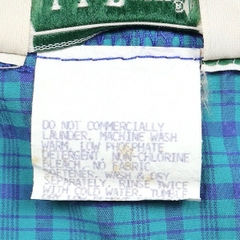 ®
DO NOT COMMERCIALLY
LAUNDER. MACHINE WASH
WARM, LOW PHOSPHATE
DETERGENT. NON-CHLORINE
BLEACH. NO FABRIC
SOFTENER. WASH & DRY
SEPARATELY. RINSE TWICE
WITH COLD WATER.